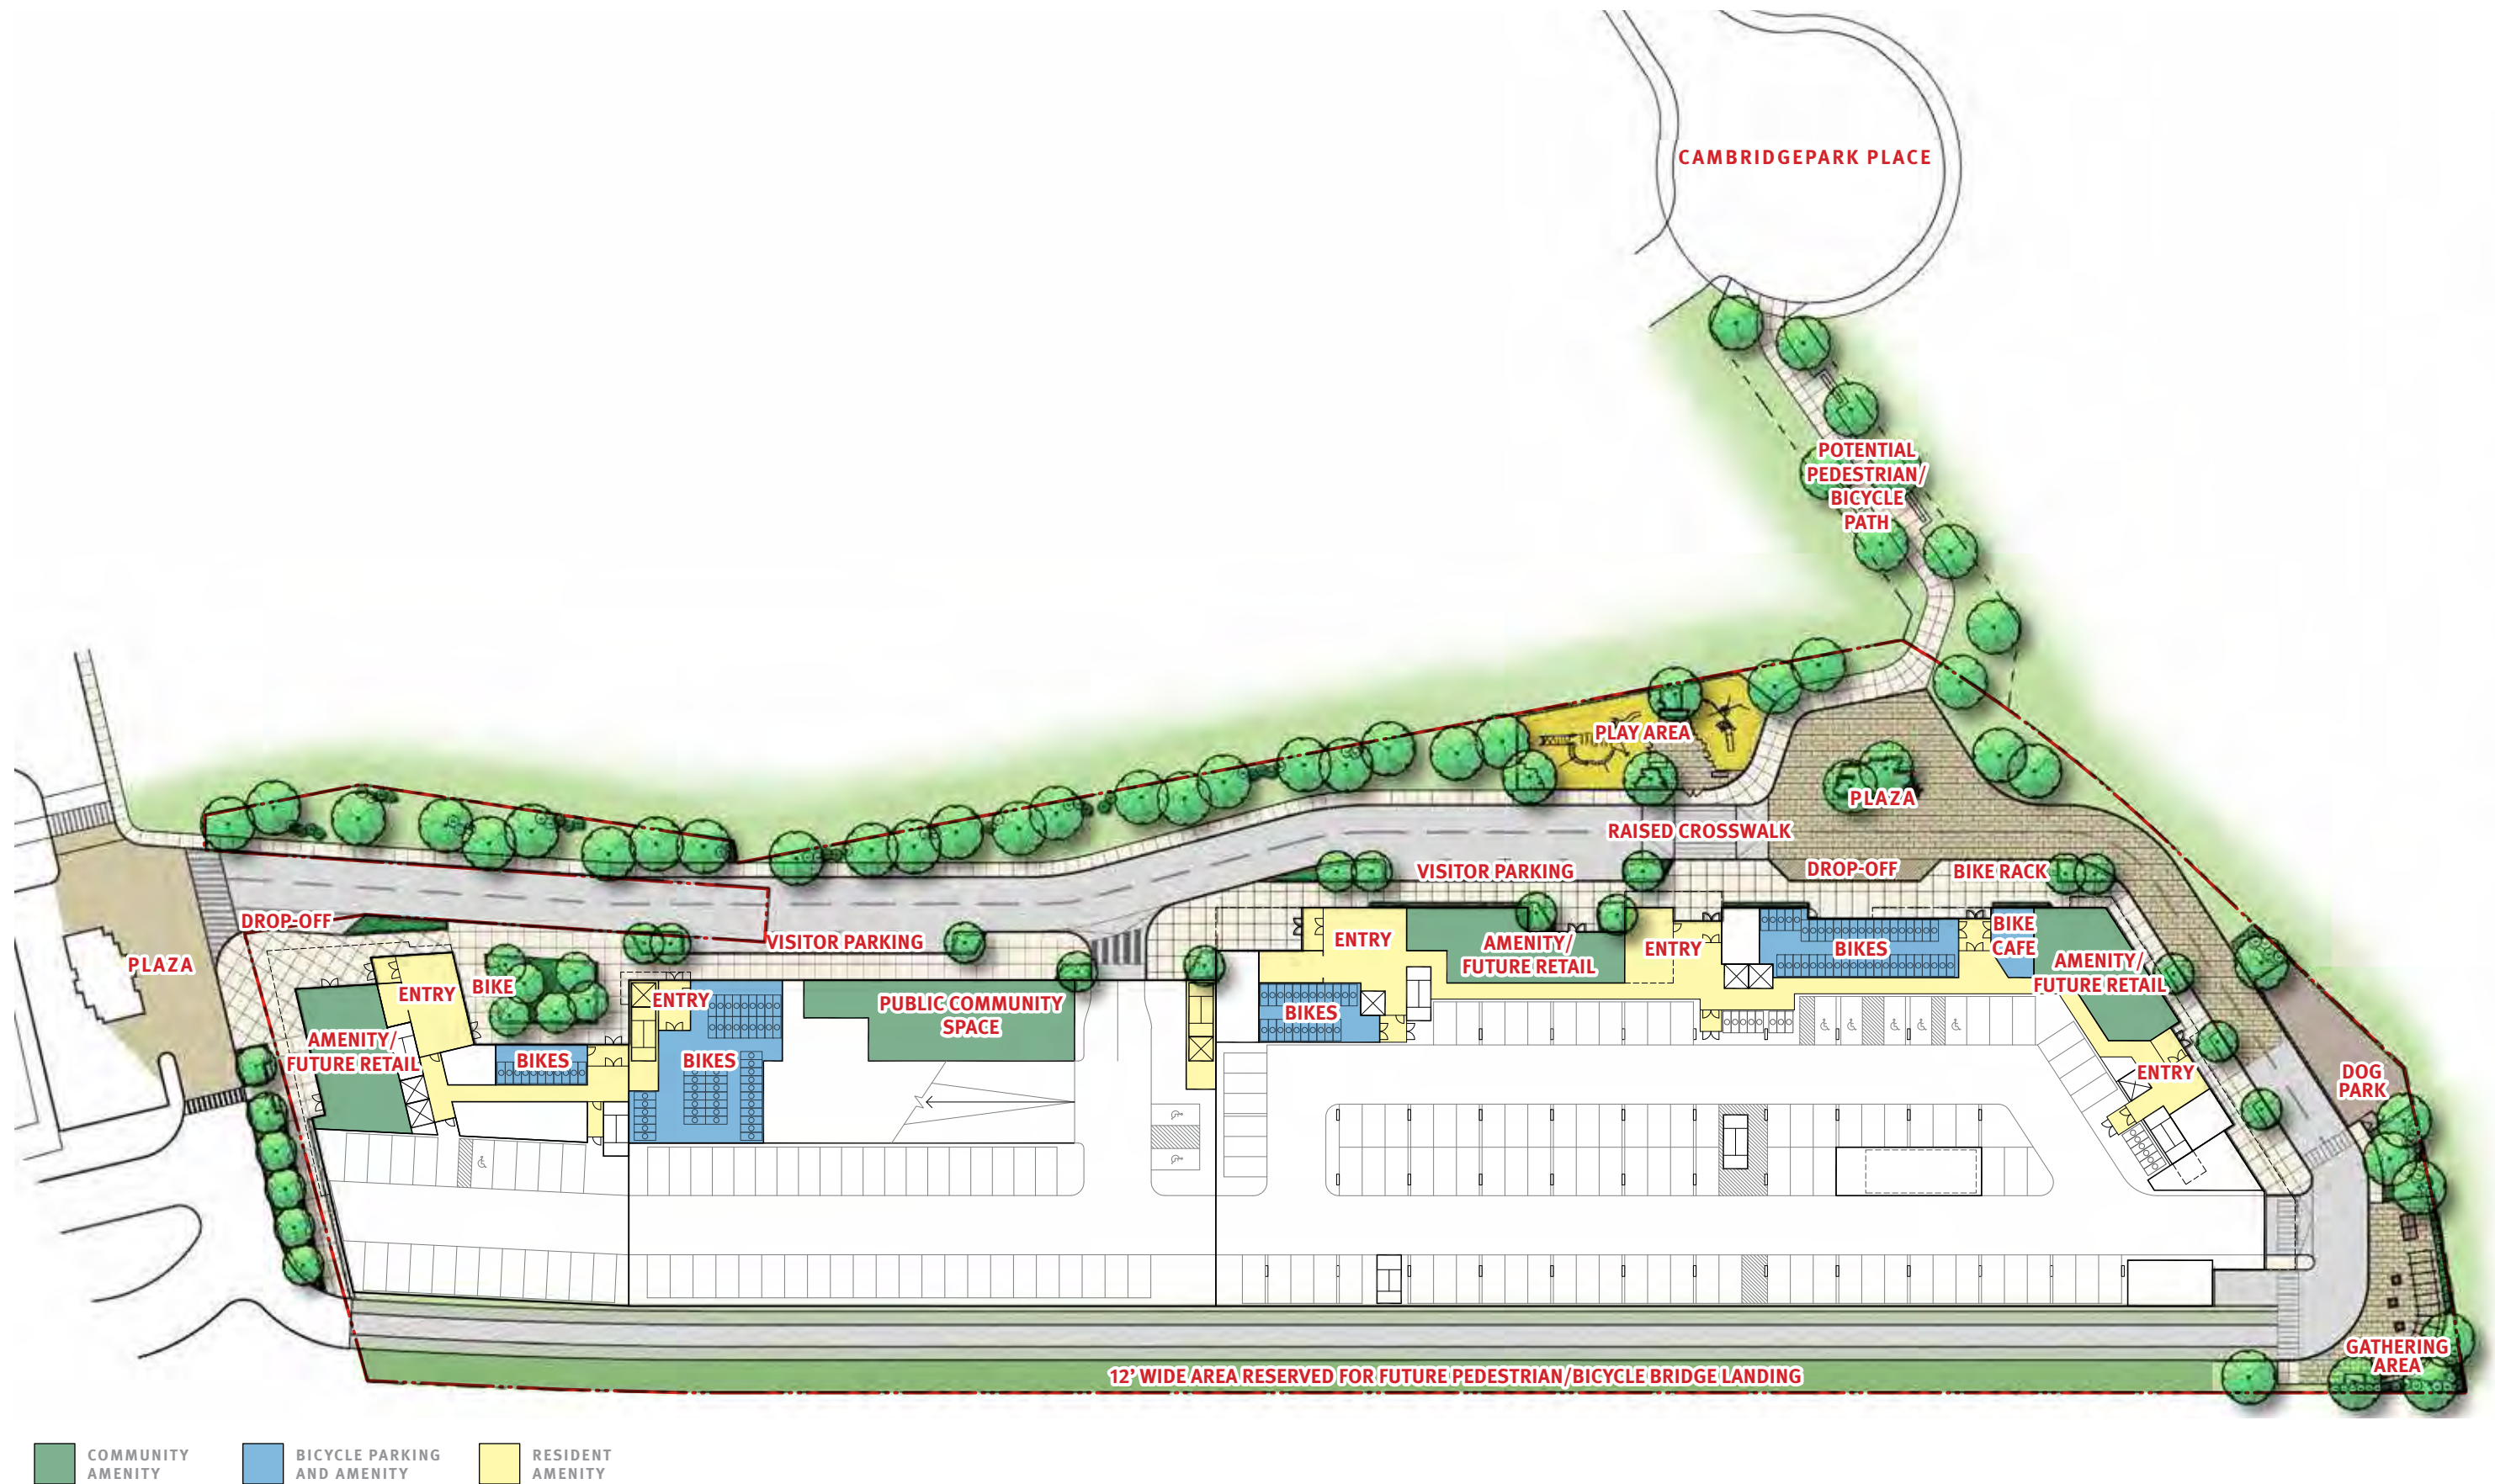 CAMBRIDGEPARK PLACE
POTENTIAL
PEDESTRIAN/
BICYCLE
PATH
PLAY AREA
PLAZA
RAISED CROSSWALK
VISITOR PARKING
DROP-OFF
BIKE RACK
DROP-OFF
VISITOR PARKING
PLAZA
ENTRY
BIKE
ENTRY
PUBLIC COMMUNITY
SPACE
AMENITY/
FUTURE RETAIL
BIKES
BIKES
ENTRY
AMENITY/
FUTURE RETAIL
ENTRY
BIKES
BIKE
CAFE
AMENITY/
FUTURE RETAIL
BIKES
ENTRY
DOG
PARK
GATHERING
AREA
12’ WIDE AREA RESERVED FOR FUTURE PEDESTRIAN/BICYCLE BRIDGE LANDING
COMMUNITY
AMENITY
BICYCLE PARKING
AND AMENITY
RESIDENT
AMENITY